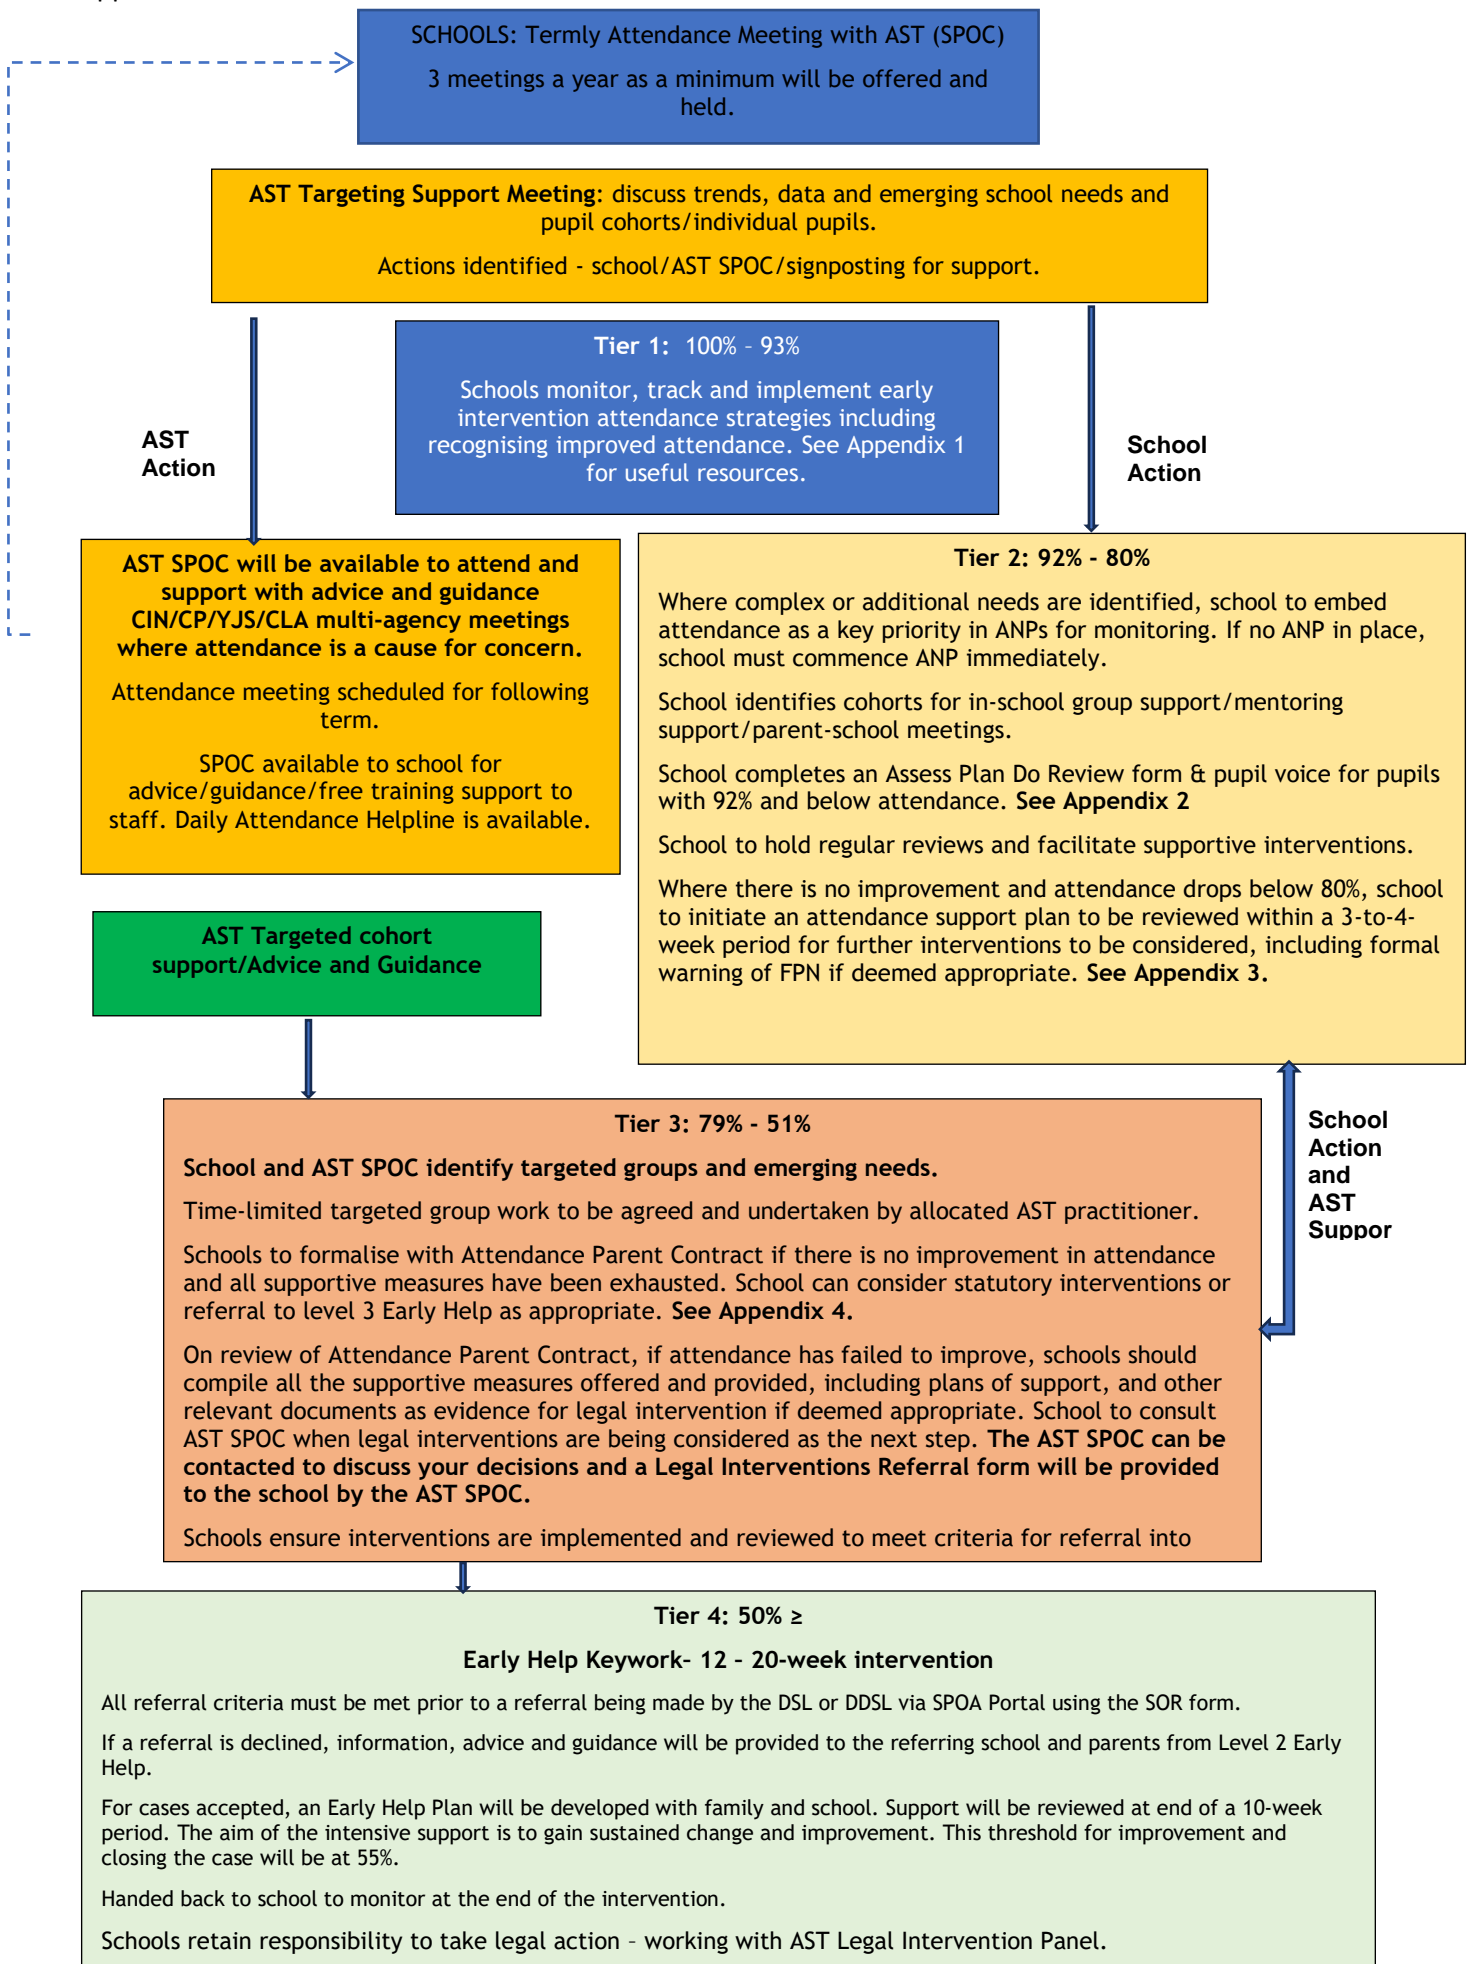 SCHOOLS: Termly Attendance Meeting with AST (SPOC)
3 meetings a year as a minimum will be offered and
held.
AST Targeting Support Meeting: discuss trends, data and emerging school needs and
pupil cohorts/individual pupils.
Actions identified - school/AST SPOC/signposting for support.
Tier 1: 100% – 93%
Schools monitor, track and implement early
intervention attendance strategies including
recognising improved attendance. See Appendix 1
for useful resources.
AST
Action
School
Action
AST SPOC will be available to attend and
support with advice and guidance
CIN/CP/YJS/CLA multi-agency meetings
where attendance is a cause for concern.
Attendance meeting scheduled for following
term.
SPOC available to school for
advice/guidance/free training support to
staff. Daily Attendance Helpline is available.
Tier 2: 92% - 80%
Where complex or additional needs are identified, school to embed
attendance as a key priority in ANPs for monitoring. If no ANP in place,
school must commence ANP immediately.
School identifies cohorts for in-school group support/mentoring
support/parent-school meetings.
School completes an Assess Plan Do Review form & pupil voice for pupils
with 92% and below attendance. See Appendix 2
School to hold regular reviews and facilitate supportive interventions.
Where there is no improvement and attendance drops below 80%, school
to initiate an attendance support plan to be reviewed within a 3-to-4-
week period for further interventions to be considered, including formal
warning of FPN if deemed appropriate. See Appendix 3.
AST Targeted cohort
support/Advice and Guidance
School
Action
and
AST
Suppor
Tier 3: 79% - 51%
School and AST SPOC identify targeted groups and emerging needs.
Time-limited targeted group work to be agreed and undertaken by allocated AST practitioner.
Schools to formalise with Attendance Parent Contract if there is no improvement in attendance
and all supportive measures have been exhausted. School can consider statutory interventions or
referral to level 3 Early Help as appropriate. See Appendix 4.
On review of Attendance Parent Contract, if attendance has failed to improve, schools should
compile all the supportive measures offered and provided, including plans of support, and other
relevant documents as evidence for legal intervention if deemed appropriate. School to consult
AST SPOC when legal interventions are being considered as the next step. The AST SPOC can be
contacted to discuss your decisions and a Legal Interventions Referral form will be provided
to the school by the AST SPOC.
Schools ensure interventions are implemented and reviewed to meet criteria for referral into
Tier 4: 50% ≥
Early Help Keywork– 12 – 20-week intervention
All referral criteria must be met prior to a referral being made by the DSL or DDSL via SPOA Portal using the SOR form.
If a referral is declined, information, advice and guidance will be provided to the referring school and parents from Level 2 Early
Help.
For cases accepted, an Early Help Plan will be developed with family and school. Support will be reviewed at end of a 10-week
period. The aim of the intensive support is to gain sustained change and improvement. This threshold for improvement and
closing the case will be at 55%.
Handed back to school to monitor at the end of the intervention.
Schools retain responsibility to take legal action – working with AST Legal Intervention Panel.